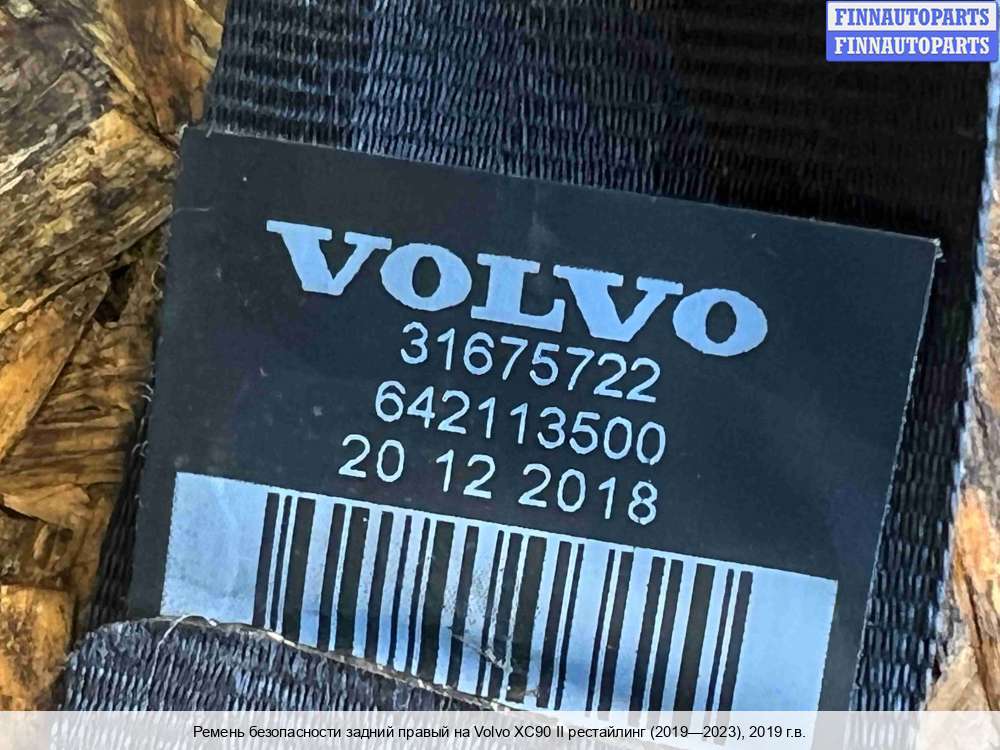 FINNAUTOPARTS
FINNAUTOPARTS
VOLVO
31675722
642113500
20 12 2018
Ремень безопасности задний правый на Volvo XC90 II рестайлинг (2019—2023), 2019 г.в.